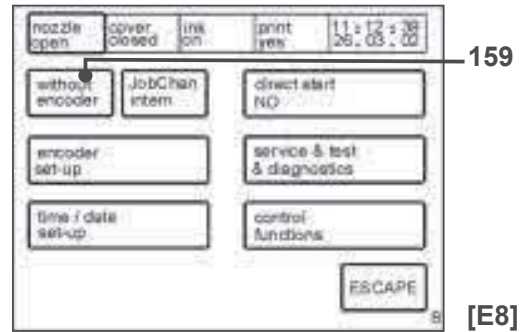 nozzle open
cover closed
ink on
print yes
11:12:38
26.03.02
159
without encoder
JobChan intern
direct start NO
encoder set-up
service & test & diagnostics
time / date set-up
control functions
ESCAPE
8
[E8]